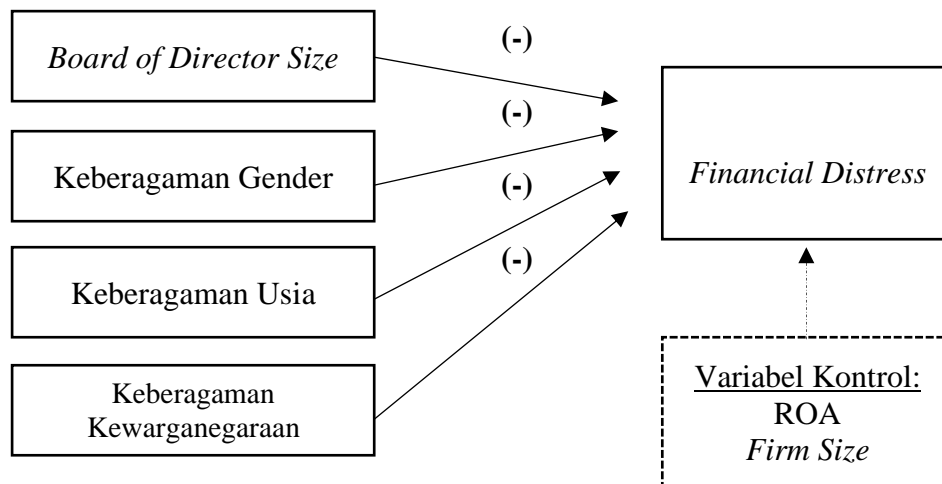 Board of Director Size
(-)
Keberagaman Gender
(-)
Keberagaman Usia
(-)
Keberagaman
Kewarganegaraan
(-)
Financial Distress
Variabel Kontrol:
ROA
Firm Size